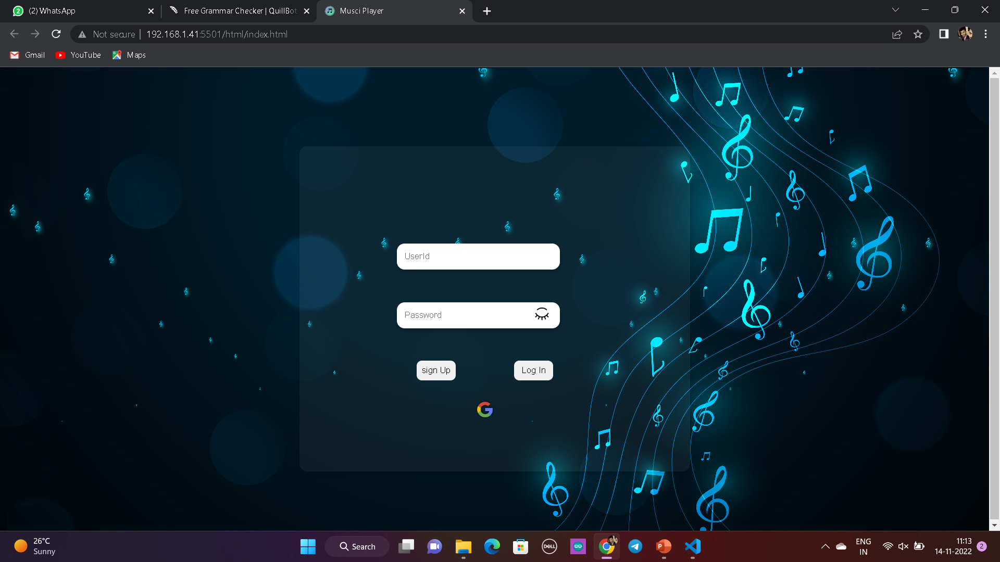 2
(2) WhatsApp
Free Grammar Checker | QuillBot
Musci Player
Not secure
192.168.1.41:5501/html/index.html
Gmail
YouTube
Maps
UserId
Password
sign Up
Log In
26°C
Sunny
Search
DELL
P
ENG
IN
11:13
14-11-2022
2